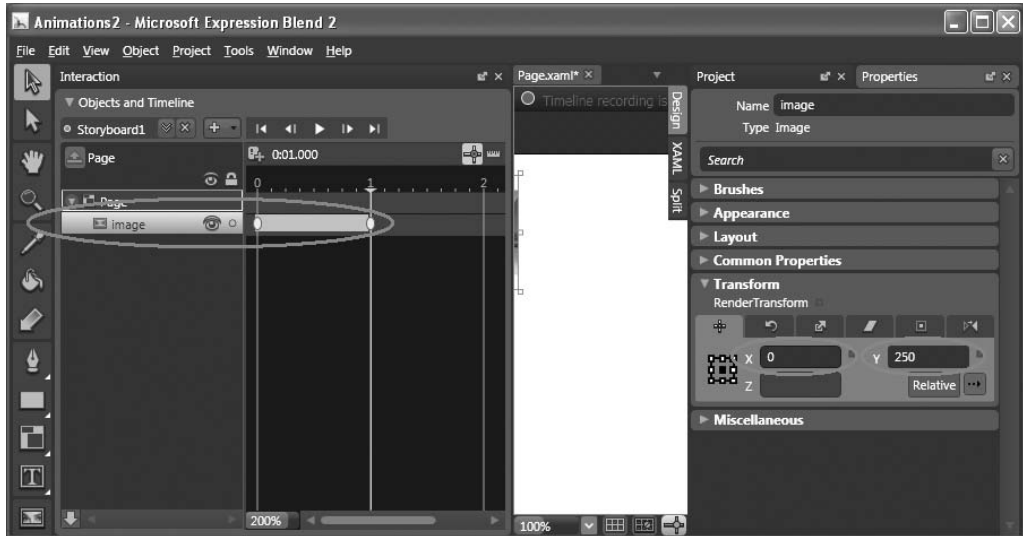 Animations2 - Microsoft Expression Blend 2
File Edit View Object Project Tools Window Help
Interaction
Objects and Timeline
Storyboard1
Page
0:01.000
0 1 2
Page
image
200%
Page.xaml*
Timeline recording is
Design
XAML
Split
100%
Project Properties
Name image
Type Image
Search
Brushes
Appearance
Layout
Common Properties
Transform
RenderTransform
X 0 Y 250
Z Relative
Miscellaneous